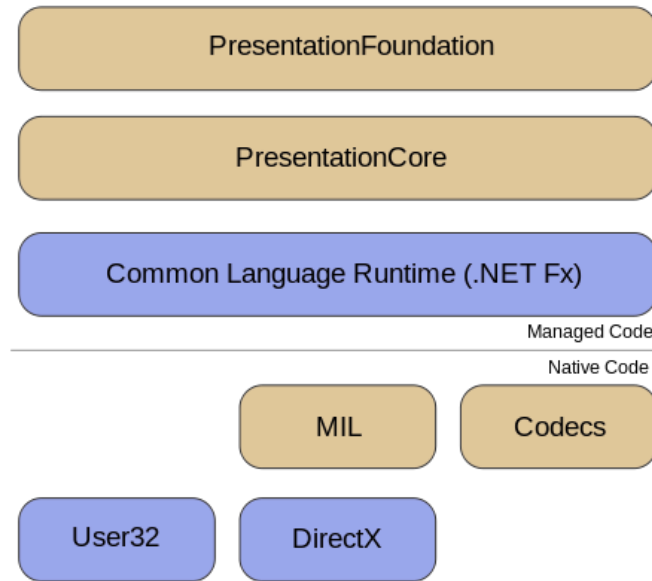 PresentationFoundation
PresentationCore
Common Language Runtime (.NET Fx)
Managed Code
Native Code
MIL
Codecs
User32
DirectX